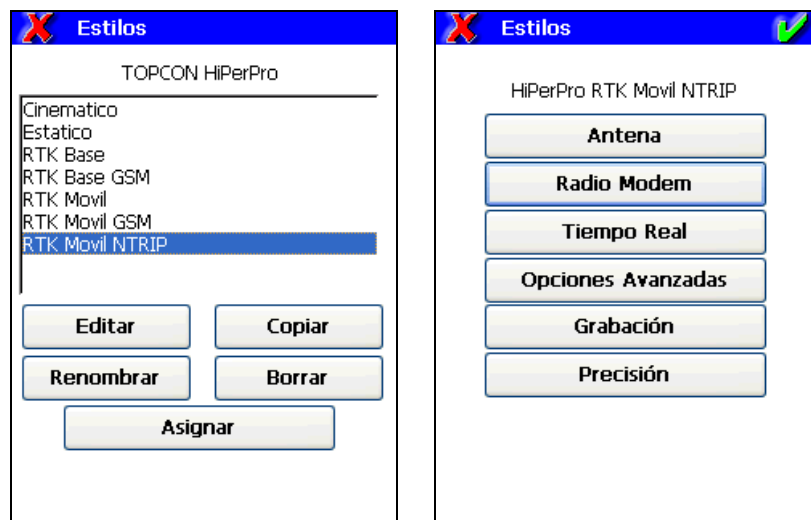 Estilos
TOPCON HiPerPro
Cinematico
Estatico
RTK Base
RTK Base GSM
RTK Movil
RTK Movil GSM
RTK Movil NTRIP
Editar
Copiar
Renombrar
Borrar
Asignar
Estilos
HiPerPro RTK Movil NTRIP
Antena
Radio Modem
Tiempo Real
Opciones Avanzadas
Grabación
Precisión